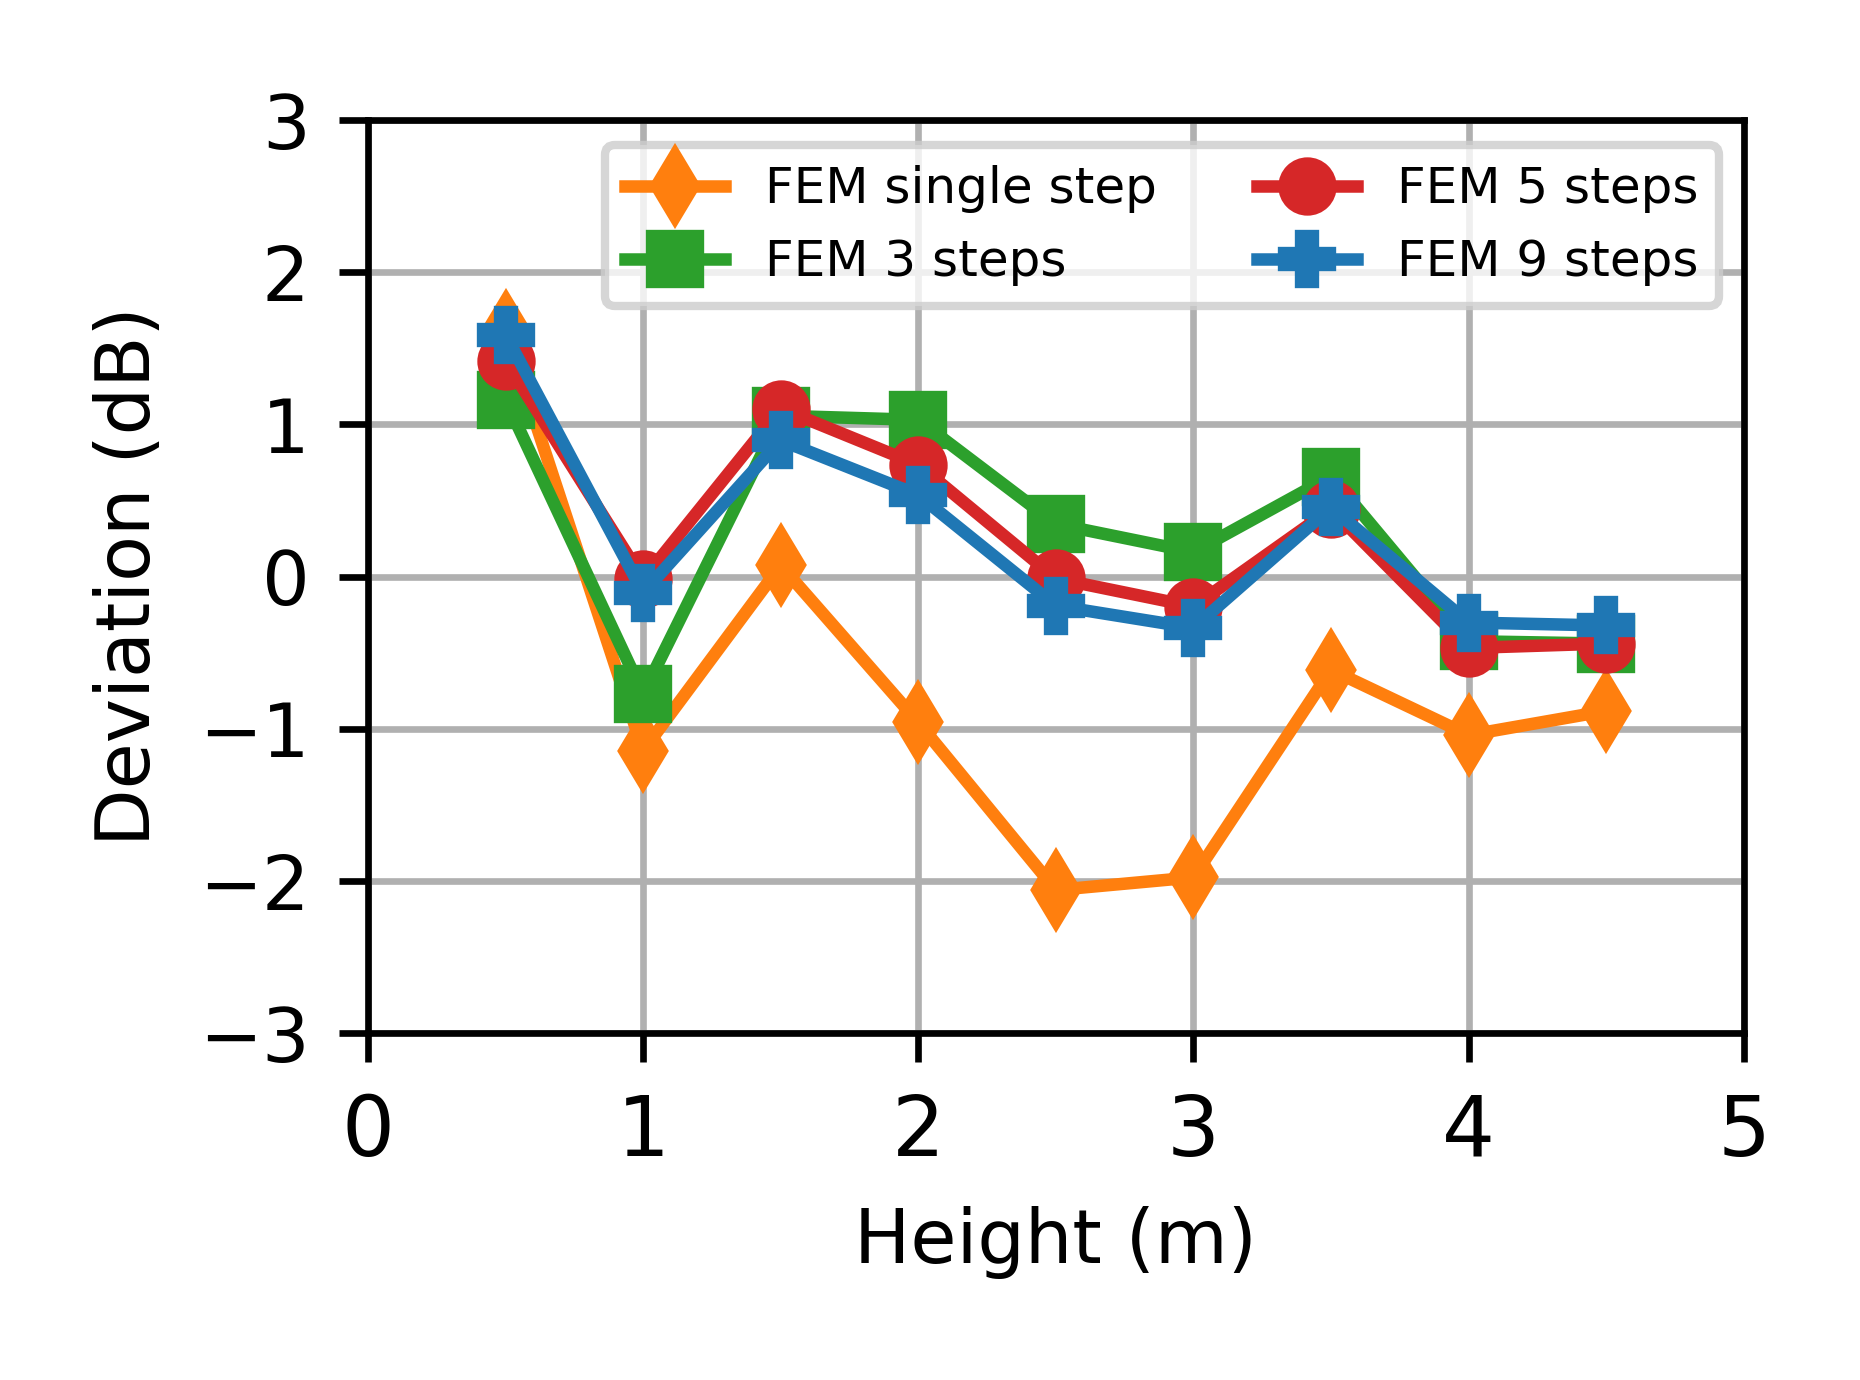 3
2
1
0
−1
−2
−3
Deviation (dB)
FEM single step
FEM 3 steps
FEM 5 steps
FEM 9 steps
0 1 2 3 4 5
Height (m)